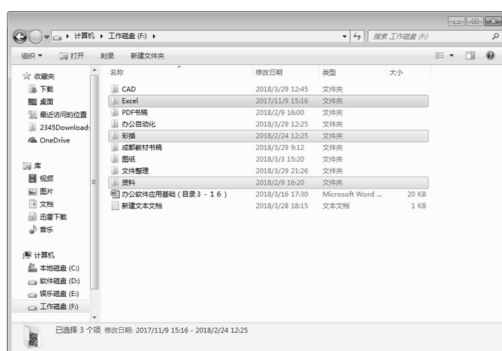 计算机 ▸ 工作磁盘 (F:) ▸
搜索 工作磁盘 (F:)
组织 打开 刻录 新建文件夹
名称 修改日期 类型 大小
收藏夹
下载
桌面
最近访问的位置
2345Downloads
OneDrive
库
视频
图片
文档
迅雷下载
音乐
计算机
本地磁盘 (C:)
软件磁盘 (D:)
娱乐磁盘 (E:)
工作磁盘 (F:)
CAD 2018/3/29 12:45 文件夹
Excel 2017/11/9 15:16 文件夹
PDF书稿 2018/2/9 16:00 文件夹
办公自动化 2018/3/29 12:25 文件夹
彩插 2018/2/24 12:25 文件夹
成都教材书稿 2018/3/29 9:12 文件夹
图纸 2018/3/3 15:20 文件夹
文件整理 2018/3/29 21:26 文件夹
资料 2018/2/9 16:20 文件夹
办公软件应用基础（目录3-16） 2018/3/16 17:30 Microsoft Word ... 20 KB
新建文本文档 2018/3/28 18:15 文本文档 1 KB
已选择 3 个项 修改日期: 2017/11/9 15:16 - 2018/2/24 12:25